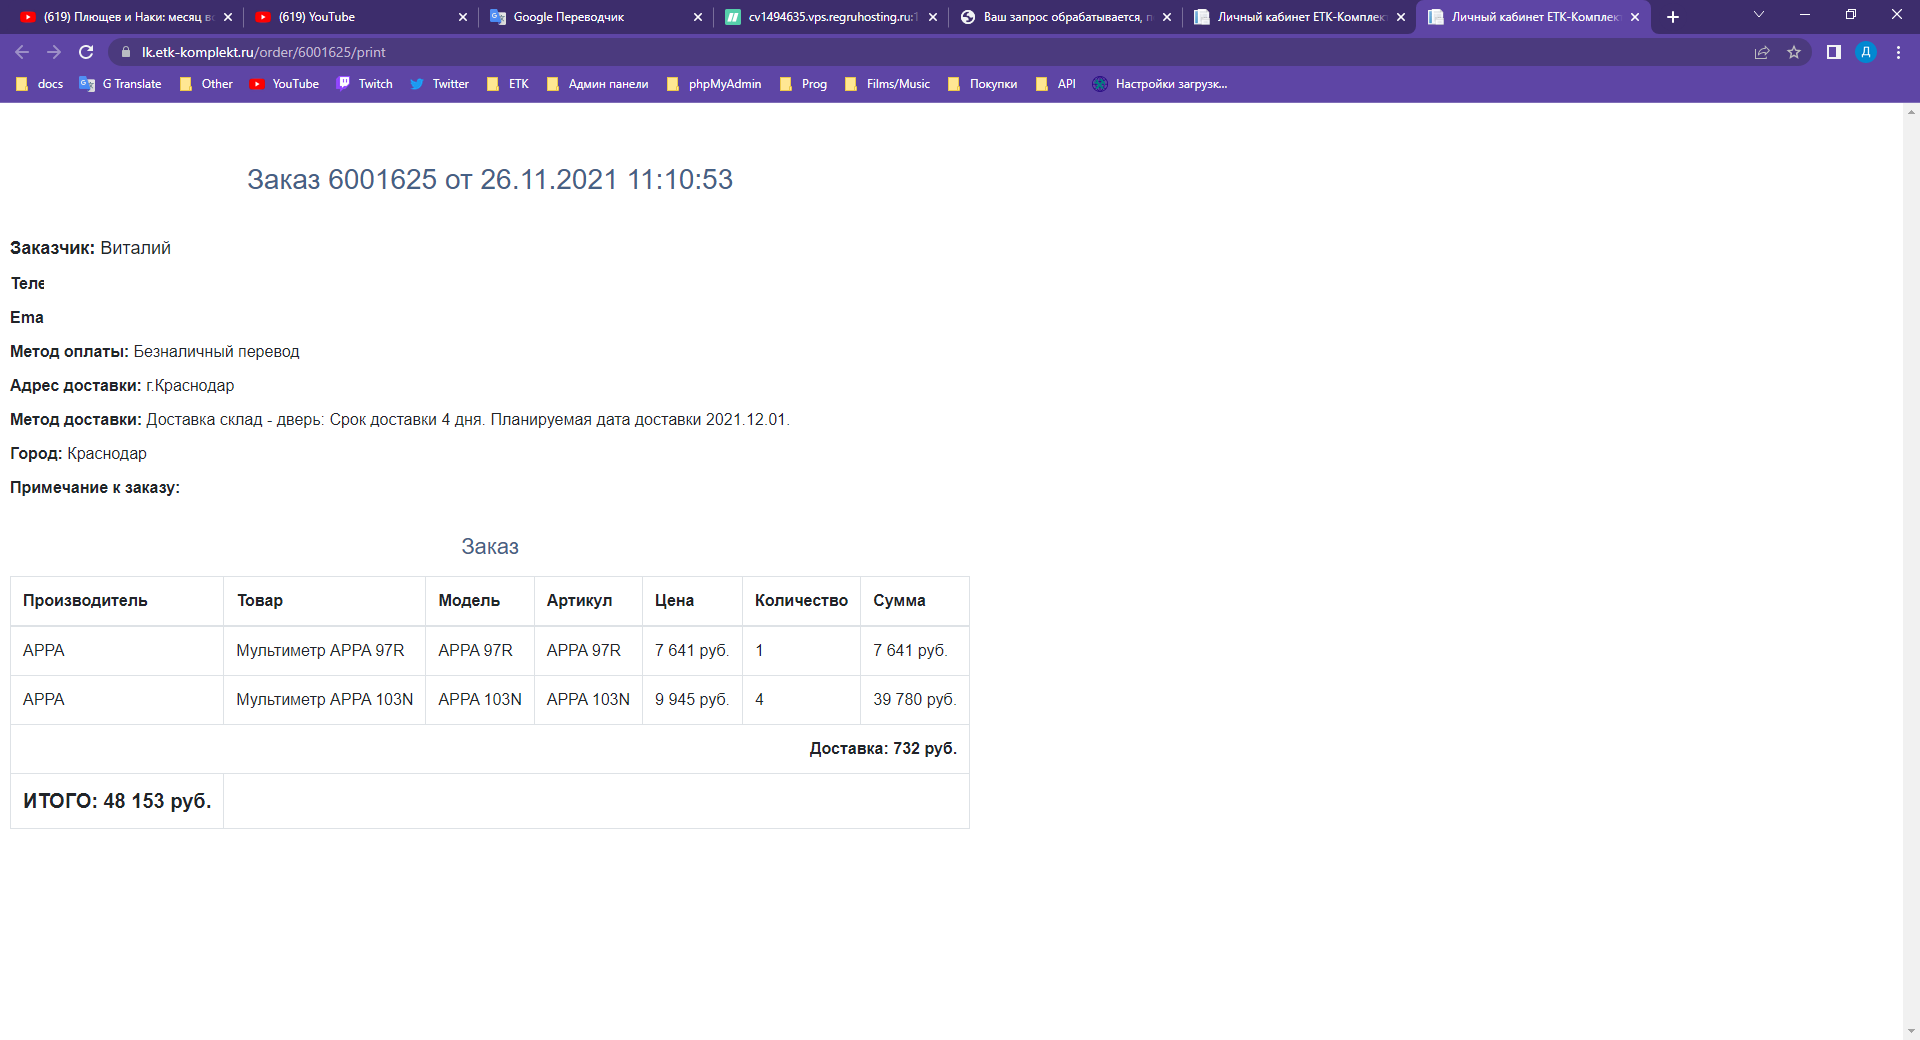 (619) Плющев и Наки: месяц
(619) YouTube
Google Переводчик
cv1494635.vps.regruhosting.ru:1
Ваш запрос обрабатывается,
Личный кабинет ЕТК-Комплект
Личный кабинет ЕТК-Комплек
lk.etk-komplekt.ru/order/6001625/print
Д
docs G Translate Other YouTube Twitch Twitter ETK Админ панели phpMyAdmin Prog Films/Music Покупки API Настройки загрузк...
Заказ 6001625 от 26.11.2021 11:10:53
Заказчик: Виталий
Теле
Ema
Метод оплаты: Безналичный перевод
Адрес доставки: г.Краснодар
Метод доставки: Доставка склад - дверь: Срок доставки 4 дня. Планируемая дата доставки 2021.12.01.
Город: Краснодар
Примечание к заказу:
Заказ
Производитель Товар Модель Артикул Цена Количество Сумма
APPA Мультиметр APPA 97R APPA 97R APPA 97R 7 641 руб. 1 7 641 руб.
APPA Мультиметр APPA 103N APPA 103N APPA 103N 9 945 руб. 4 39 780 руб.
Доставка: 732 руб.
ИТОГО: 48 153 руб.